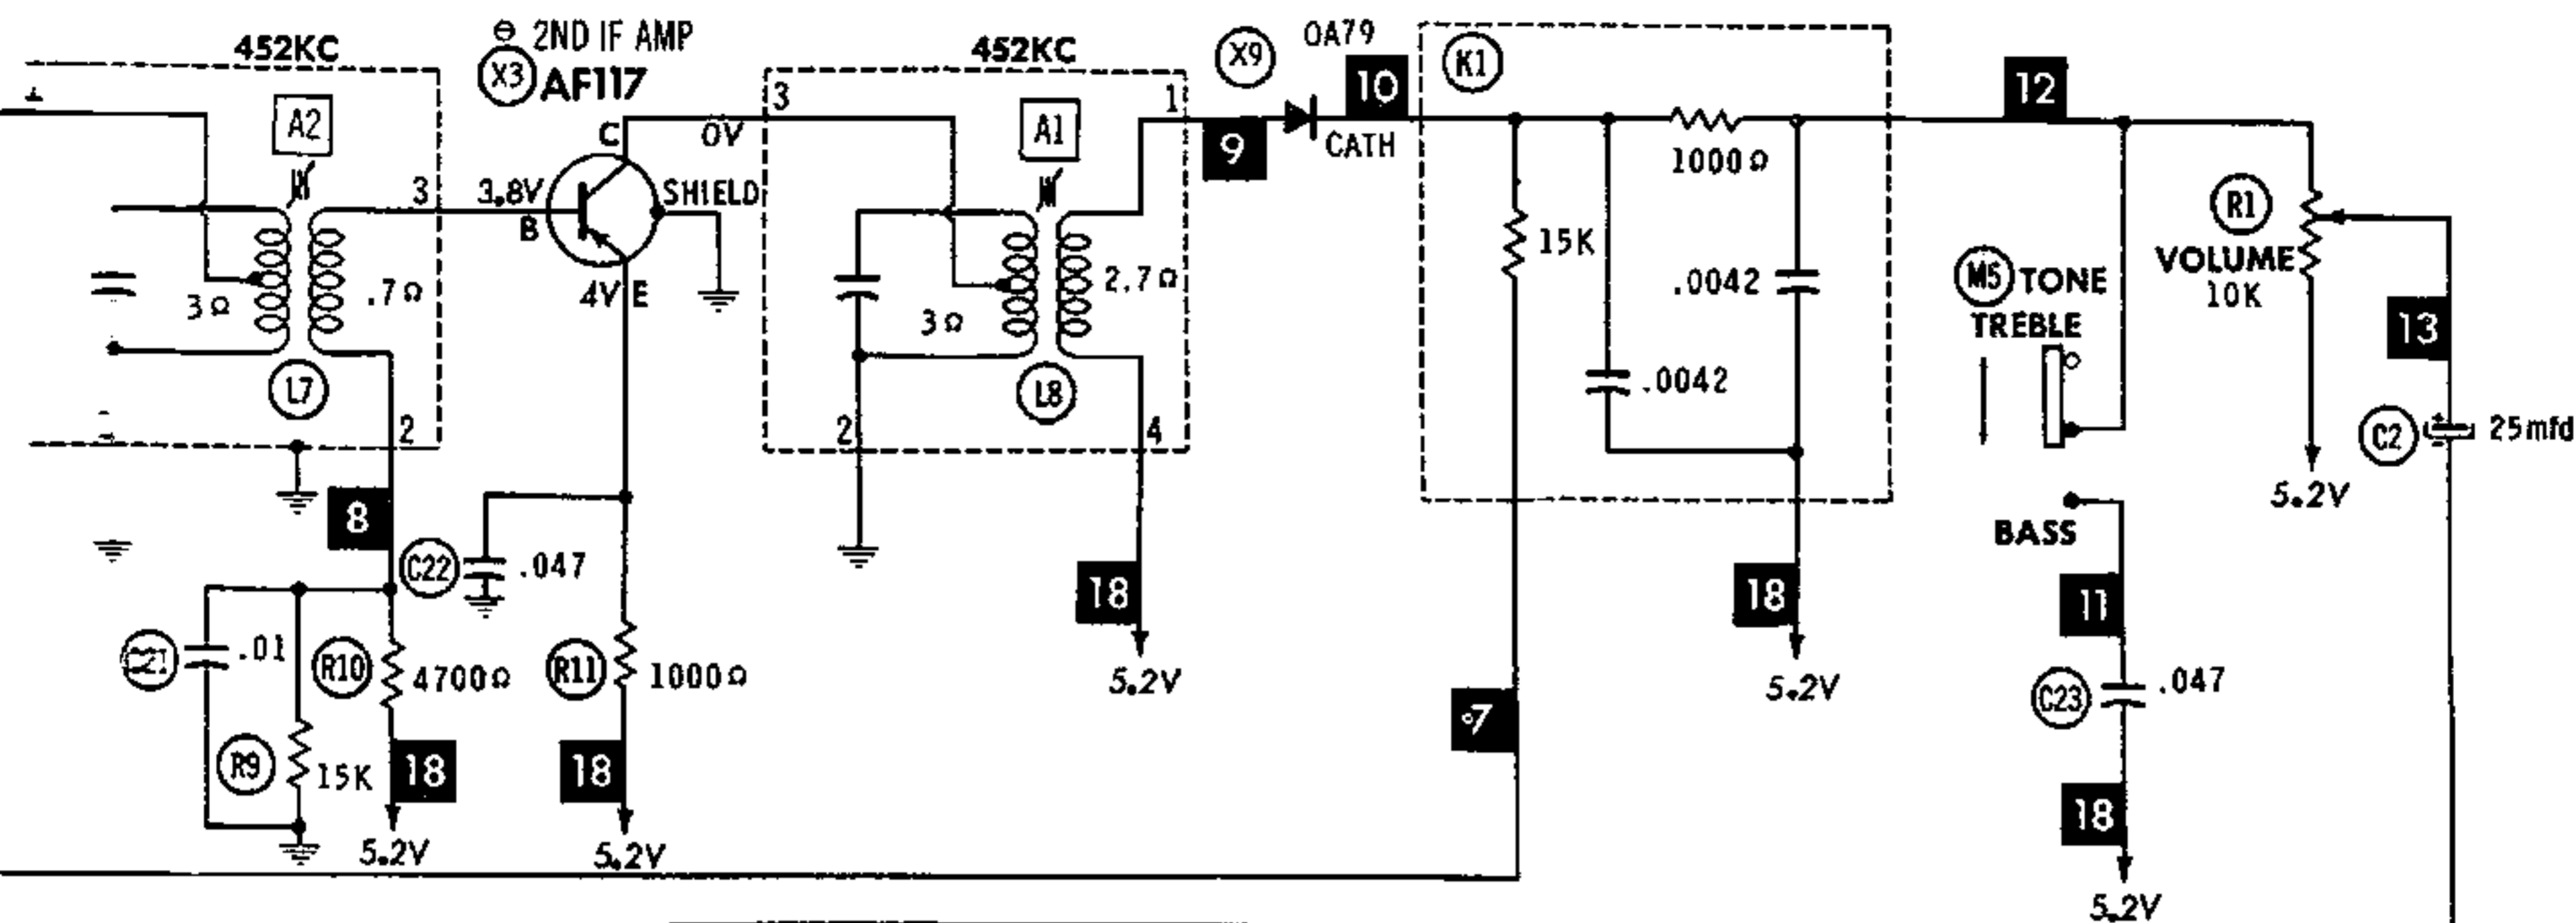 452KC
⊖ 2ND IF AMP
X3 AF117
452KC
X9
OA79
10
K1
12
A2
C
0V
3
A1
1
9
CATH
1000Ω
3
3.8V
B
SHIELD
15K
R1
VOLUME
10K
M5 TONE
TREBLE
3Ω
.7Ω
4V E
3Ω
2.7Ω
.0042
13
L7
L8
.0042
2
2
4
C2
+
-
25mfd
8
5.2V
BASS
C22
.047
18
18
11
C21
.01
R10
4700Ω
R11
1000Ω
5.2V
5.2V
C23
.047
7
R9
15K
18
18
18
5.2V
5.2V
5.2V